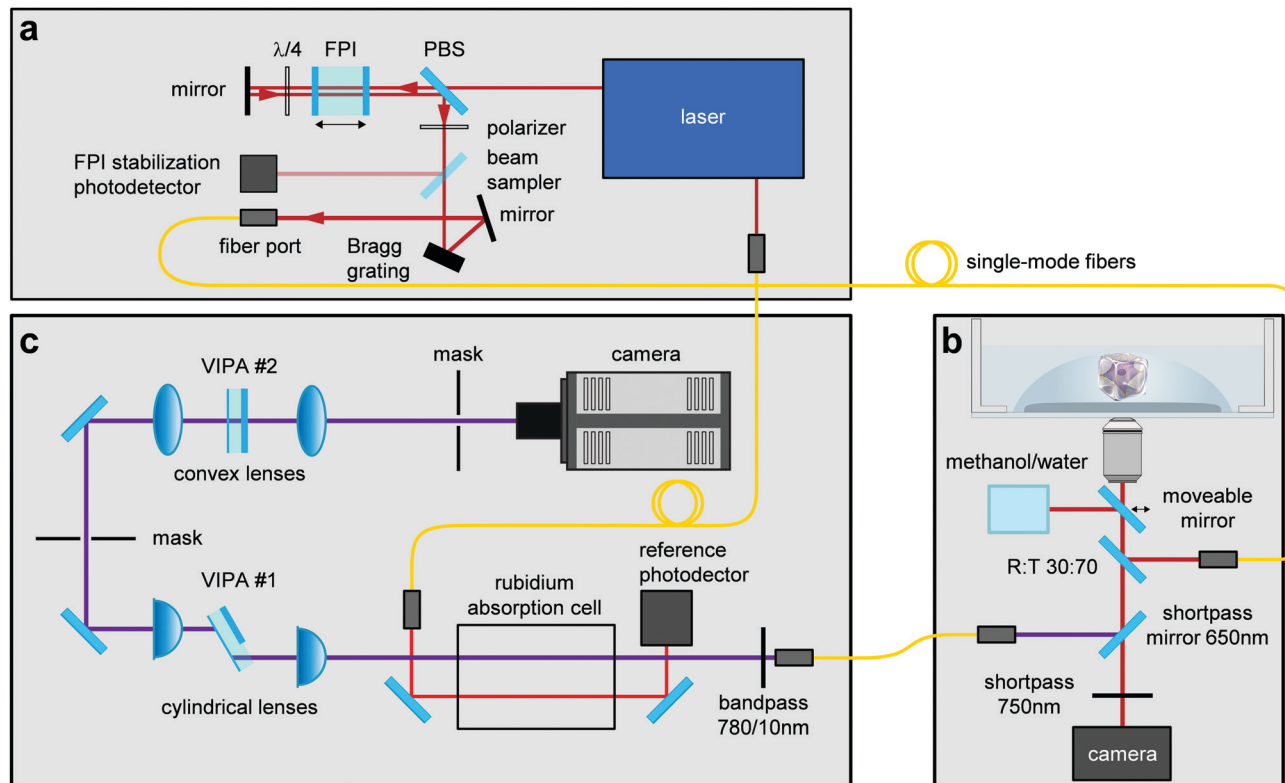 a
λ/4
FPI
PBS
mirror
laser
polarizer
FPI stabilization
photodetector
beam
sampler
mirror
fiber port
Bragg
grating
single-mode fibers
c
VIPA #2
mask
camera
convex lenses
mask
VIPA #1
cylindrical lenses
rubidium
absorption cell
reference
photodector
bandpass
780/10nm
b
methanol/water
moveable
mirror
R:T 30:70
shortpass
mirror 650nm
shortpass
750nm
camera